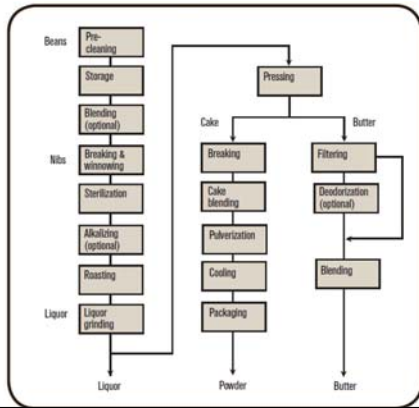 Beans
Pre-
cleaning
Storage
Blending
(optional)
Nibs
Breaking &
winnowing
Sterilization
Alkalizing
(optional)
Roasting
Liquor
Liquor
grinding
Liquor
Pressing
Cake
Butter
Breaking
Cake
blending
Pulverization
Cooling
Packaging
Powder
Filtering
Deodorization
(optional)
Blending
Butter